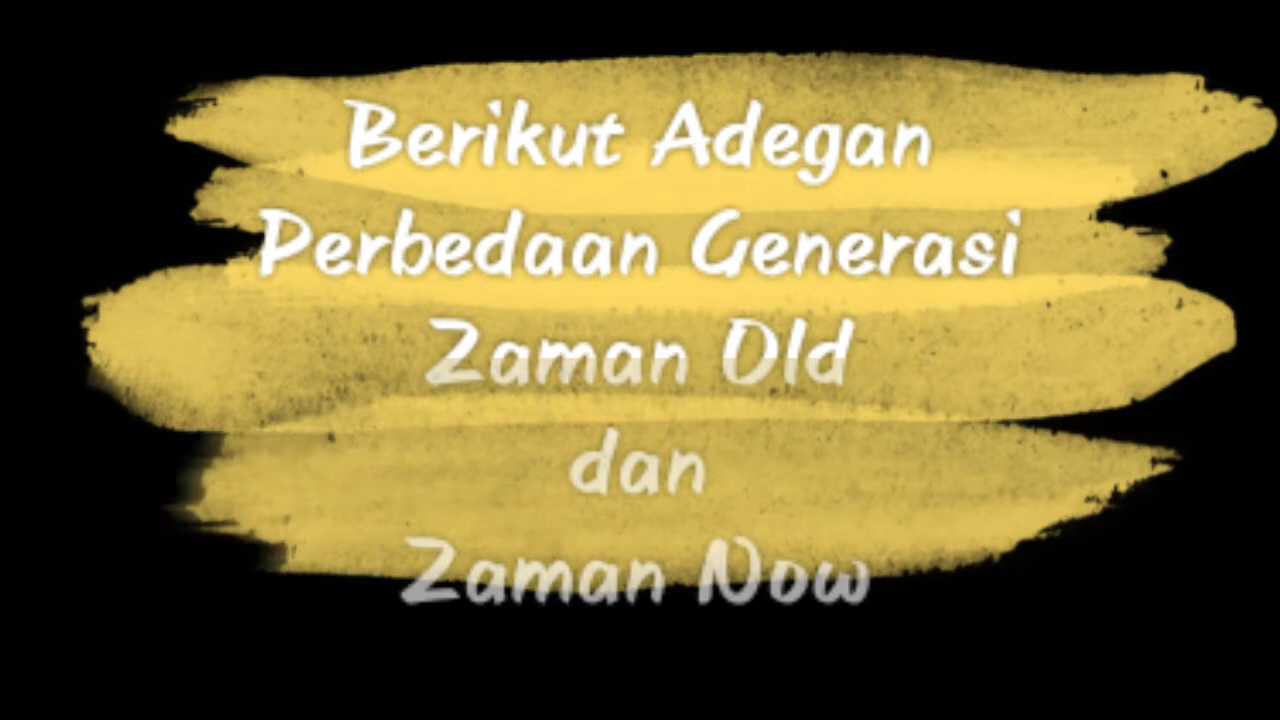 Berikut Adegan
Perbedaan Generasi
Zaman Old
dan
Zaman Now